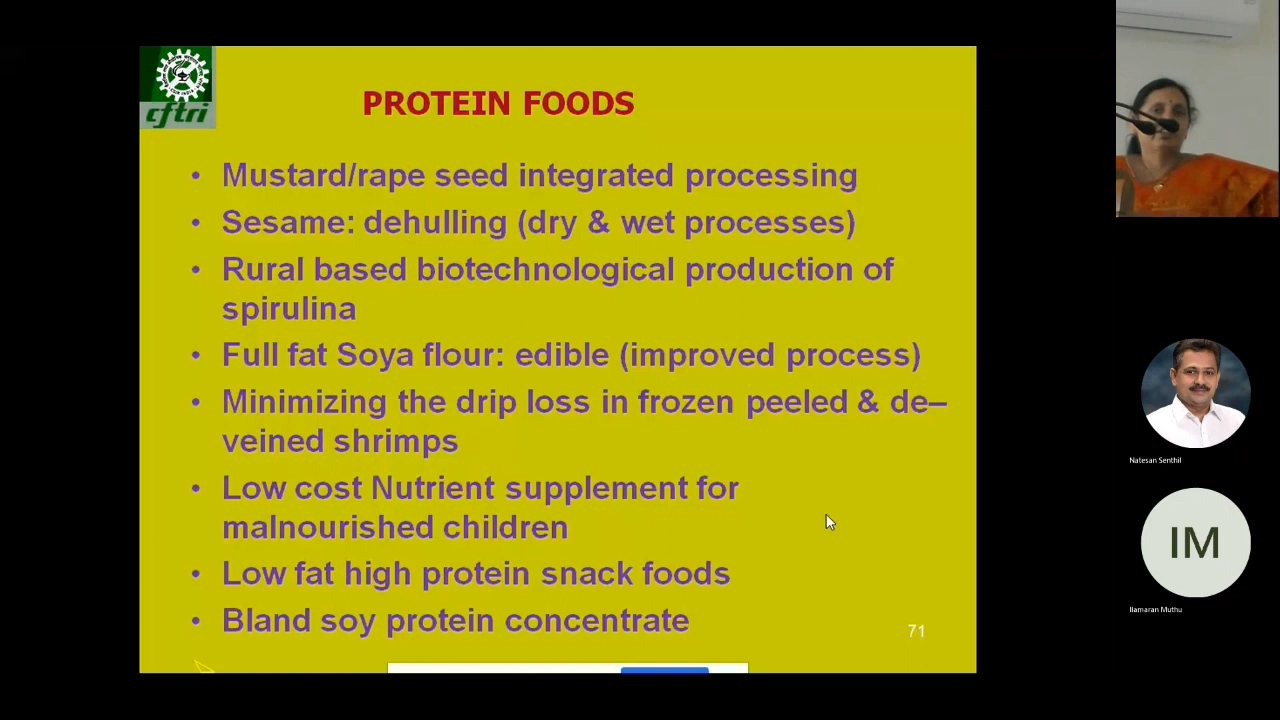 cftri
PROTEIN FOODS
• Mustard/rape seed integrated processing
• Sesame: dehulling (dry & wet processes)
• Rural based biotechnological production of
spirulina
• Full fat Soya flour: edible (improved process)
• Minimizing the drip loss in frozen peeled & de–
veined shrimps
• Low cost Nutrient supplement for
malnourished children
• Low fat high protein snack foods
• Bland soy protein concentrate
71
Natesan Senthil
IM
Ilamaran Muthu